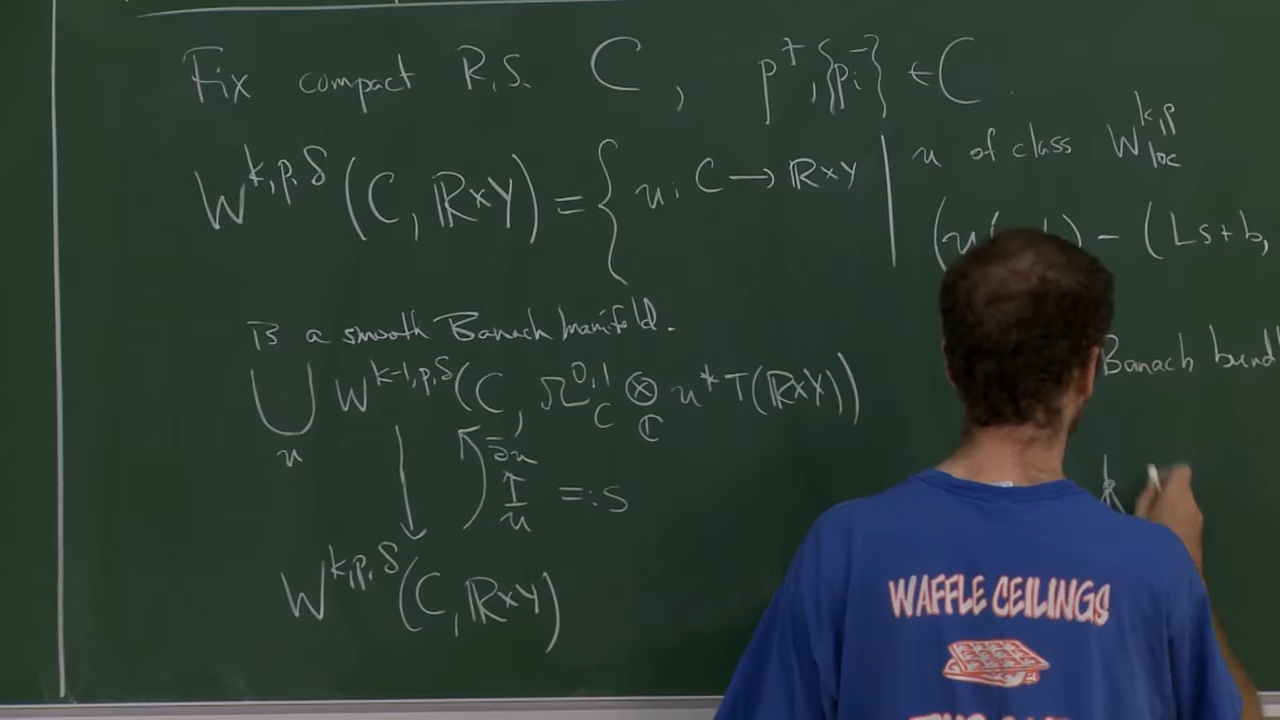 Fix compact R.S. C, p⁺,{pᵢ⁻} ∈ C.
W^{k,p,δ}(C, ℝ×Y) = { u: C → ℝ×Y | u of class W^{k,p}_{loc}
(u( ) - (Ls+b,
is a smooth Banach manifold.
Banach bund
⋃_u W^{k-1,p,δ}(C, Ω^{0,1}_C ⊗_ℂ u*T(ℝ×Y))
∂̄u
↓ ↑ =: s
u
W^{k,p,δ}(C, ℝ×Y)
WAFFLE CEILINGS